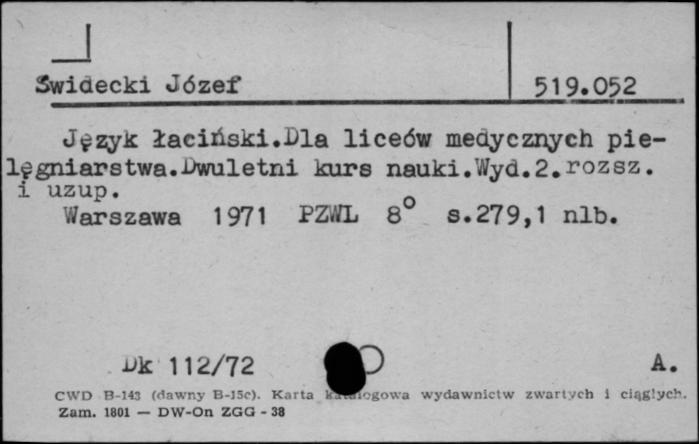 Świdecki Józef 519.052
Język łaciński.Dla liceów medycznych pie-
lęgniarstwa.Dwuletni kurs nauki.Wyd.2.rozsz.
i uzup.
Warszawa 1971 PZWL 8° s.279,1 nlb.
Dk 112/72 A.
CWD B-143 (dawny B-15c). Karta katalogowa wydawnictw zwartych i ciągłych.
Zam. 1801 — DW-On ZGG - 38